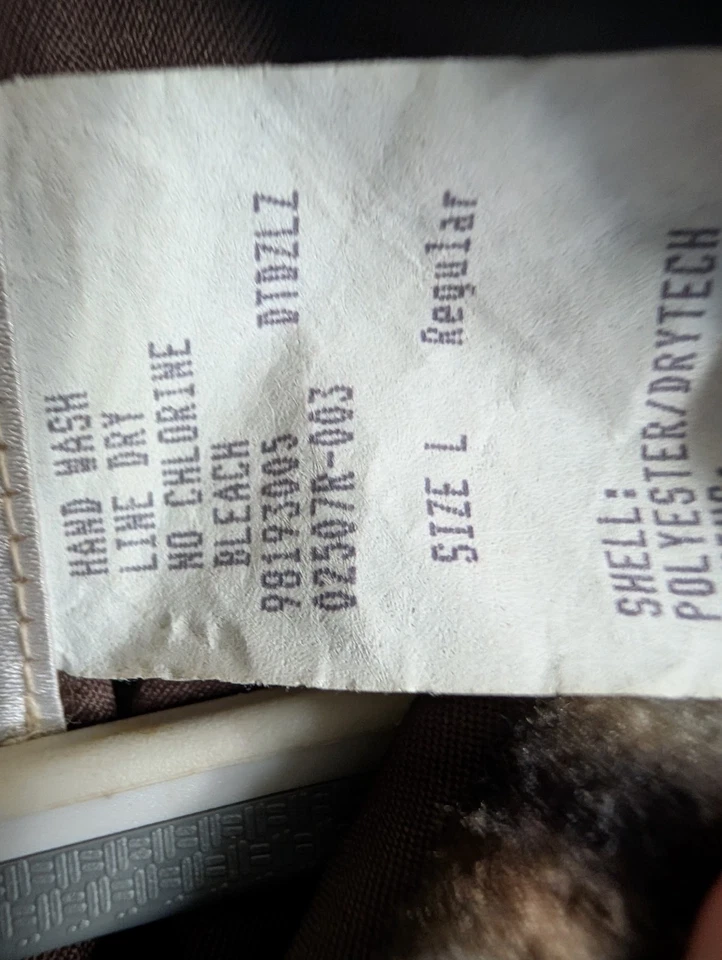 HAND WASH
LINE DRY
NO CHLORINE
BLEACH
98193005 DTDZLZ
02507R-003
SIZE L Regular
SHELL:
POLYESTER/DRYTECH